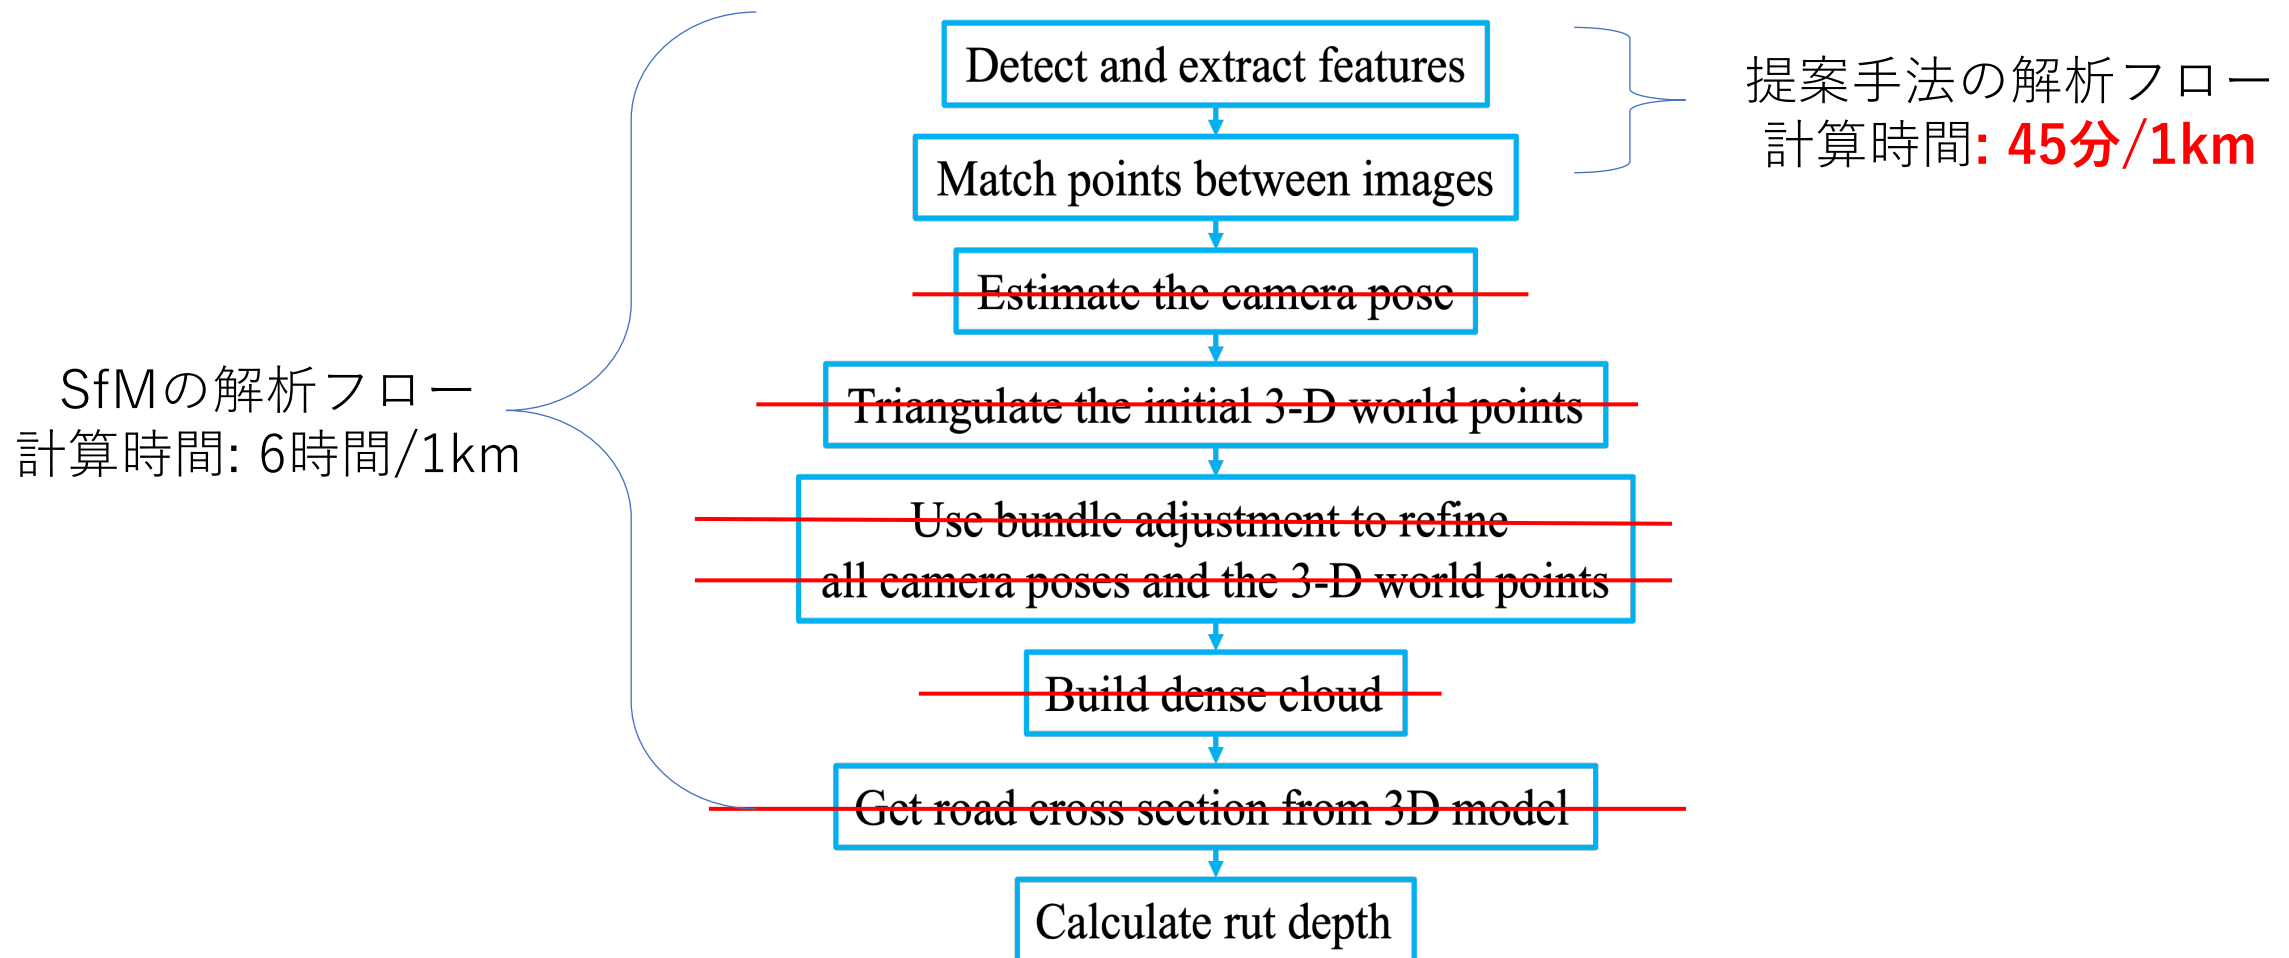 Detect and extract features
提案手法の解析フロー
計算時間: 45分/1km
Match points between images
Estimate the camera pose
SfMの解析フロー
計算時間: 6時間/1km
Triangulate the initial 3-D world points
Use bundle adjustment to refine
all camera poses and the 3-D world points
Build dense cloud
Get road cross section from 3D model
Calculate rut depth